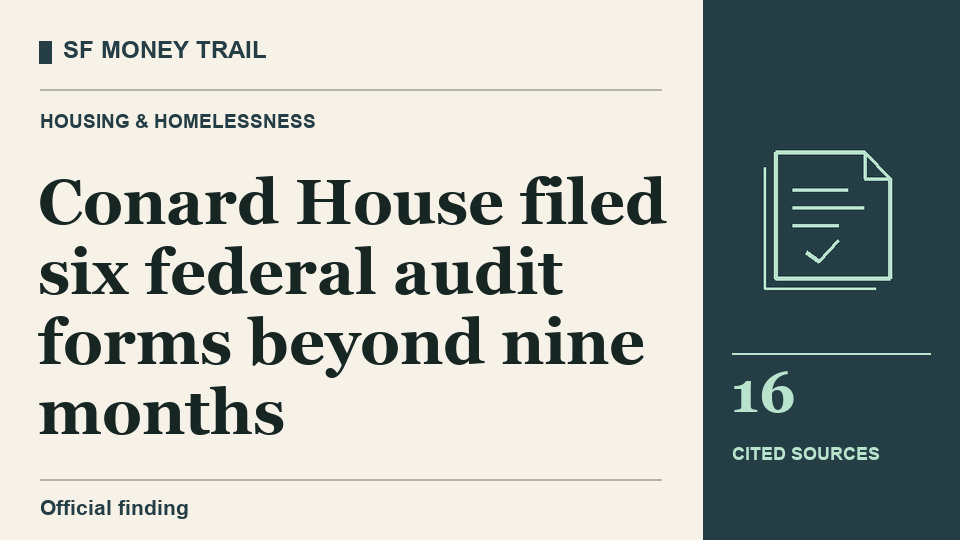 SF MONEY TRAIL
HOUSING & HOMELESSNESS
Conard House filed
six federal audit
forms beyond nine
months
Official finding
16
CITED SOURCES